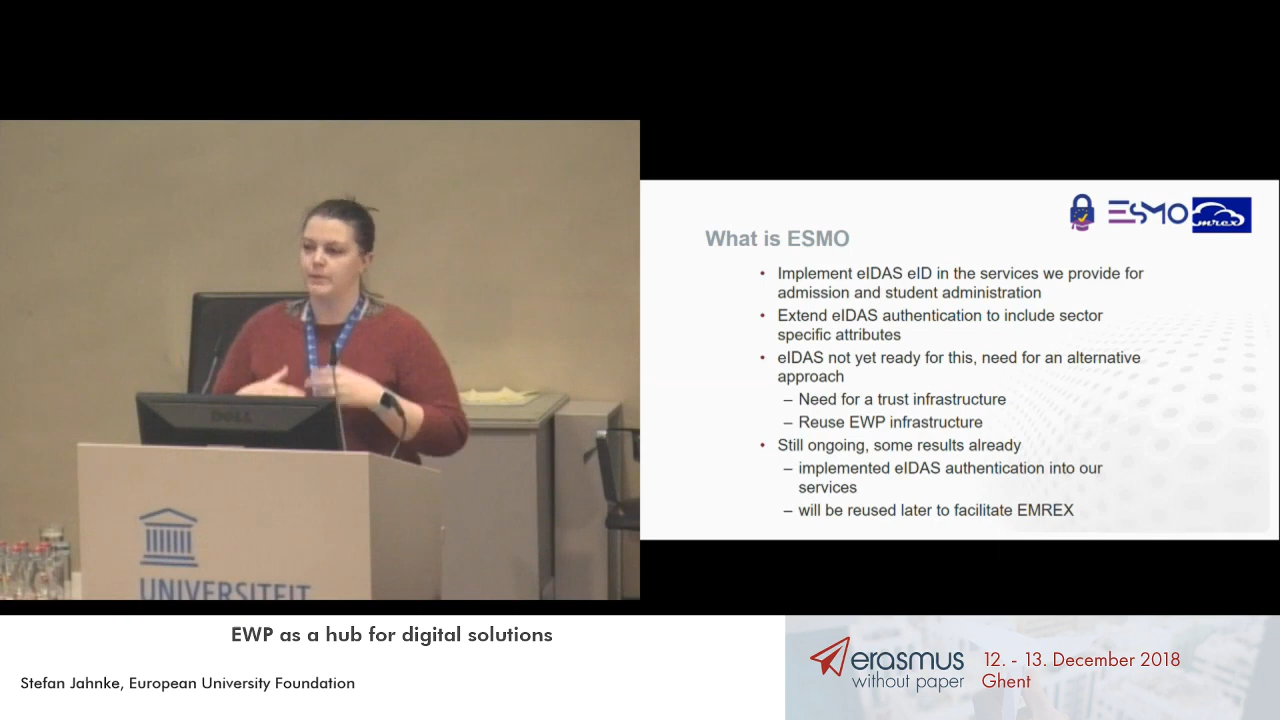 DELL
UNIVERSITEIT
ESMO
emrex
What is ESMO
• Implement eIDAS eID in the services we provide for
admission and student administration
• Extend eIDAS authentication to include sector
specific attributes
• eIDAS not yet ready for this, need for an alternative
approach
– Need for a trust infrastructure
– Reuse EWP infrastructure
• Still ongoing, some results already
– implemented eIDAS authentication into our
services
– will be reused later to facilitate EMREX
EWP as a hub for digital solutions
Stefan Jahnke, European University Foundation
erasmus
without paper
12. - 13. December 2018
Ghent